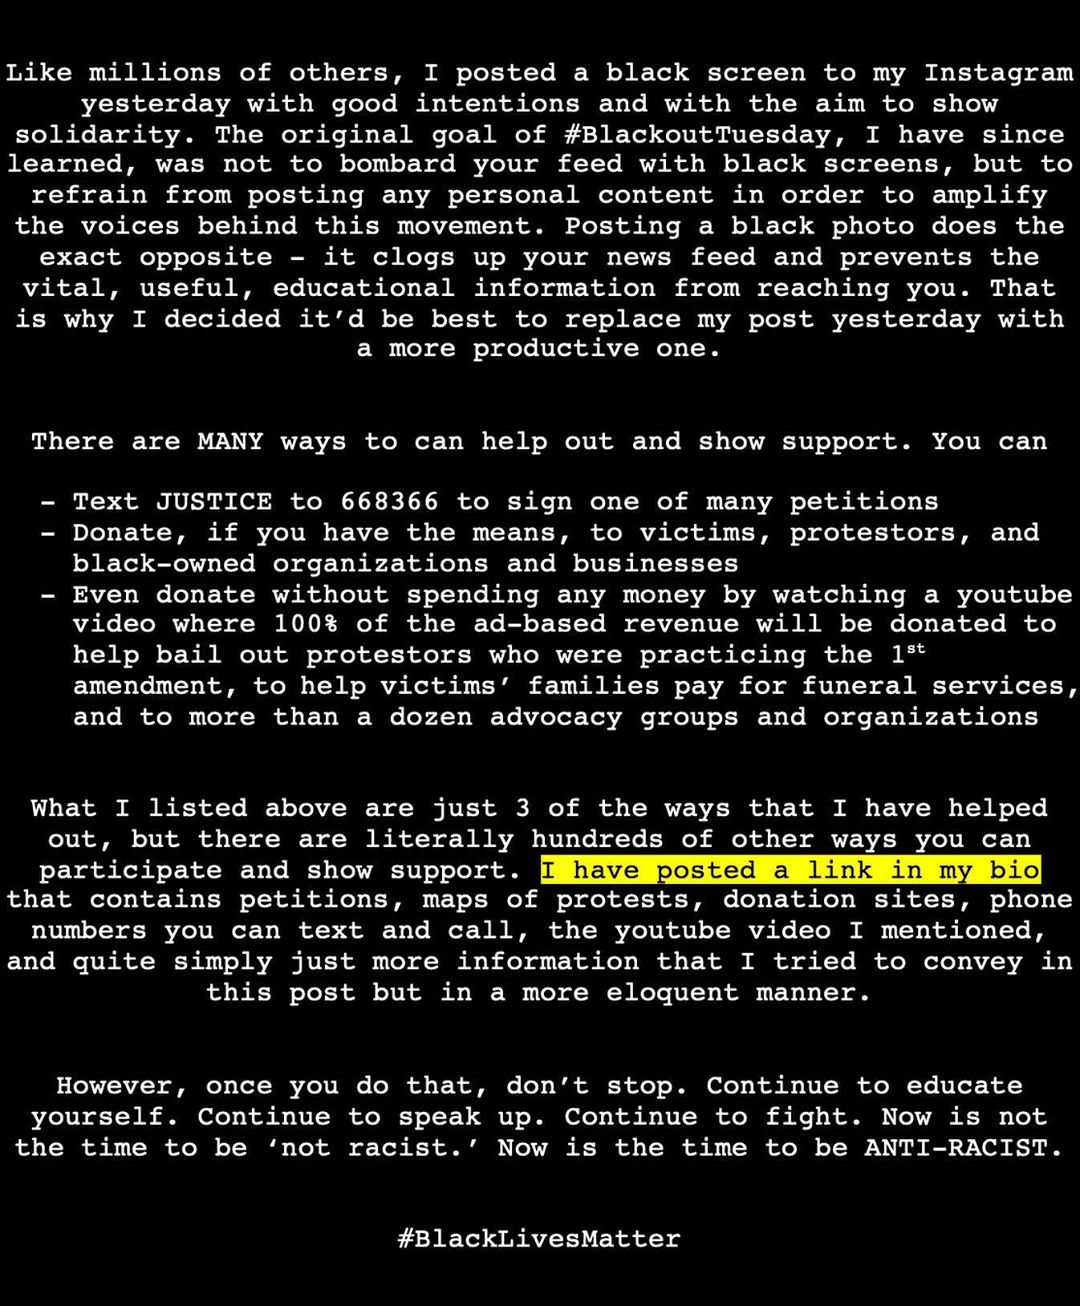 Like millions of others, I posted a black screen to my Instagram
yesterday with good intentions and with the aim to show
solidarity. The original goal of #BlackoutTuesday, I have since
learned, was not to bombard your feed with black screens, but to
refrain from posting any personal content in order to amplify
the voices behind this movement. Posting a black photo does the
exact opposite – it clogs up your news feed and prevents the
vital, useful, educational information from reaching you. That
is why I decided it’d be best to replace my post yesterday with
a more productive one.
There are MANY ways to can help out and show support. You can
– Text JUSTICE to 668366 to sign one of many petitions
– Donate, if you have the means, to victims, protestors, and
black-owned organizations and businesses
– Even donate without spending any money by watching a youtube
video where 100% of the ad-based revenue will be donated to
help bail out protestors who were practicing the 1st
amendment, to help victims’ families pay for funeral services,
and to more than a dozen advocacy groups and organizations
What I listed above are just 3 of the ways that I have helped
out, but there are literally hundreds of other ways you can
participate and show support. I have posted a link in my bio
that contains petitions, maps of protests, donation sites, phone
numbers you can text and call, the youtube video I mentioned,
and quite simply just more information that I tried to convey in
this post but in a more eloquent manner.
However, once you do that, don’t stop. Continue to educate
yourself. Continue to speak up. Continue to fight. Now is not
the time to be ‘not racist.’ Now is the time to be ANTI-RACIST.
#BlackLivesMatter